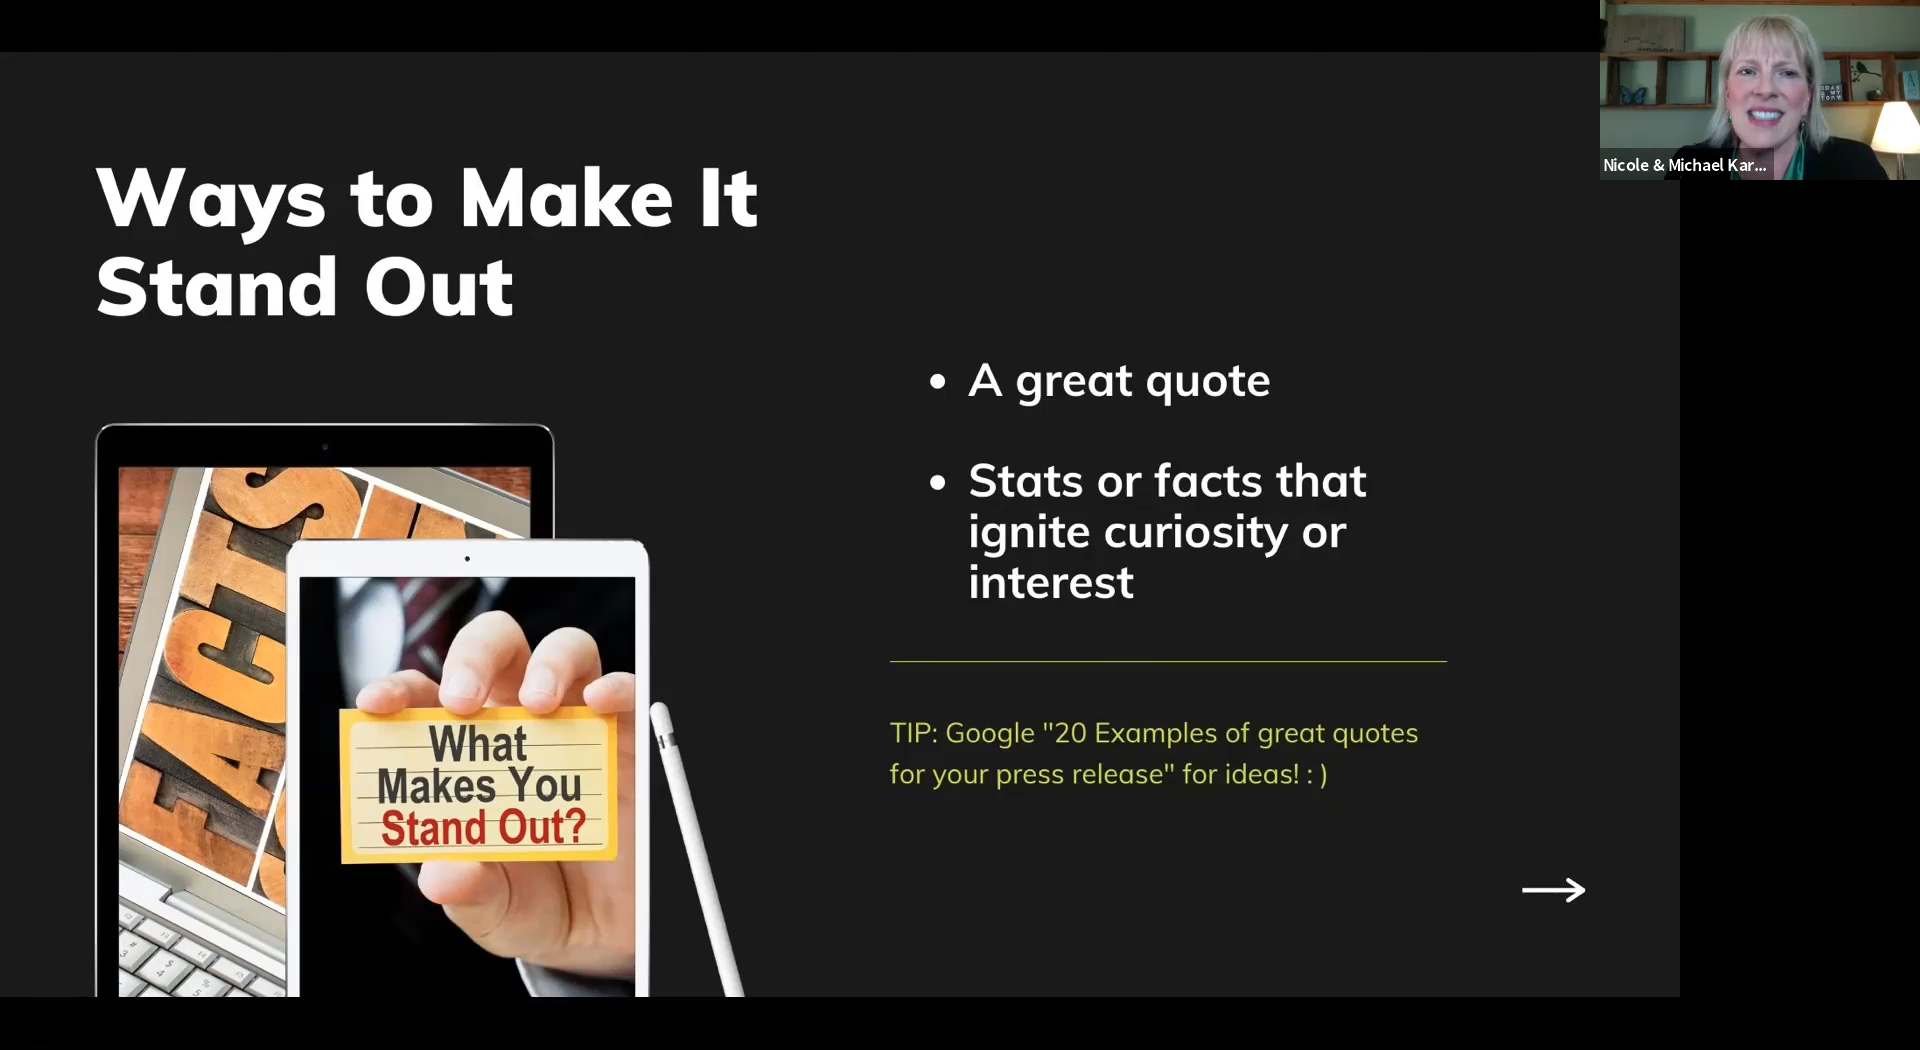 Nicole & Michael Kar...
Ways to Make It
Stand Out
• A great quote
• Stats or facts that
ignite curiosity or
interest
TIP: Google "20 Examples of great quotes
for your press release" for ideas! : )
FACTS
What
Makes You
Stand Out?